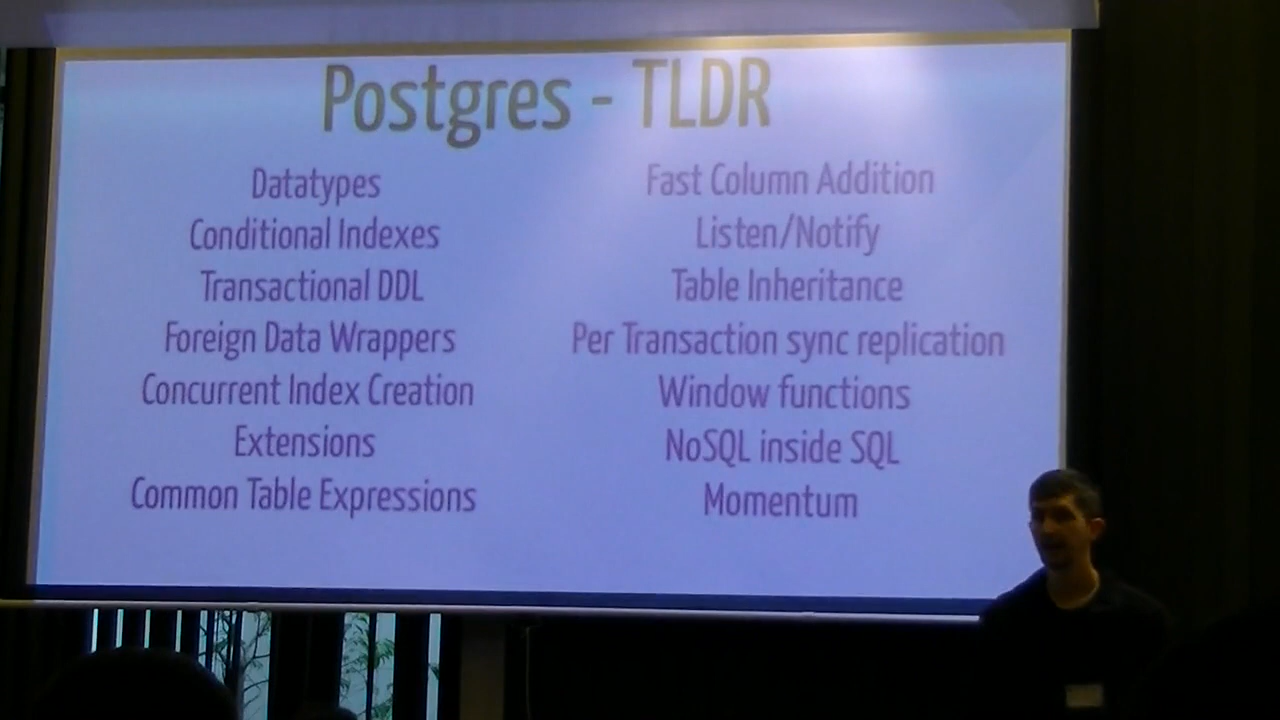 Postgres - TLDR
Datatypes
Conditional Indexes
Transactional DDL
Foreign Data Wrappers
Concurrent Index Creation
Extensions
Common Table Expressions
Fast Column Addition
Listen/Notify
Table Inheritance
Per Transaction sync replication
Window functions
NoSQL inside SQL
Momentum